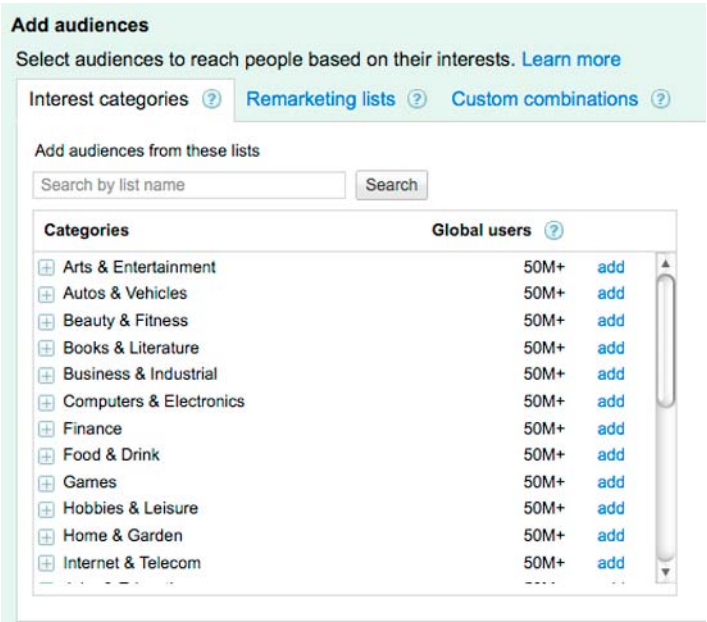 Add audiences
Select audiences to reach people based on their interests. Learn more
Interest categories ? Remarketing lists ? Custom combinations ?
Add audiences from these lists
Search by list name Search
Categories Global users ?
Arts & Entertainment 50M+ add
Autos & Vehicles 50M+ add
Beauty & Fitness 50M+ add
Books & Literature 50M+ add
Business & Industrial 50M+ add
Computers & Electronics 50M+ add
Finance 50M+ add
Food & Drink 50M+ add
Games 50M+ add
Hobbies & Leisure 50M+ add
Home & Garden 50M+ add
Internet & Telecom 50M+ add